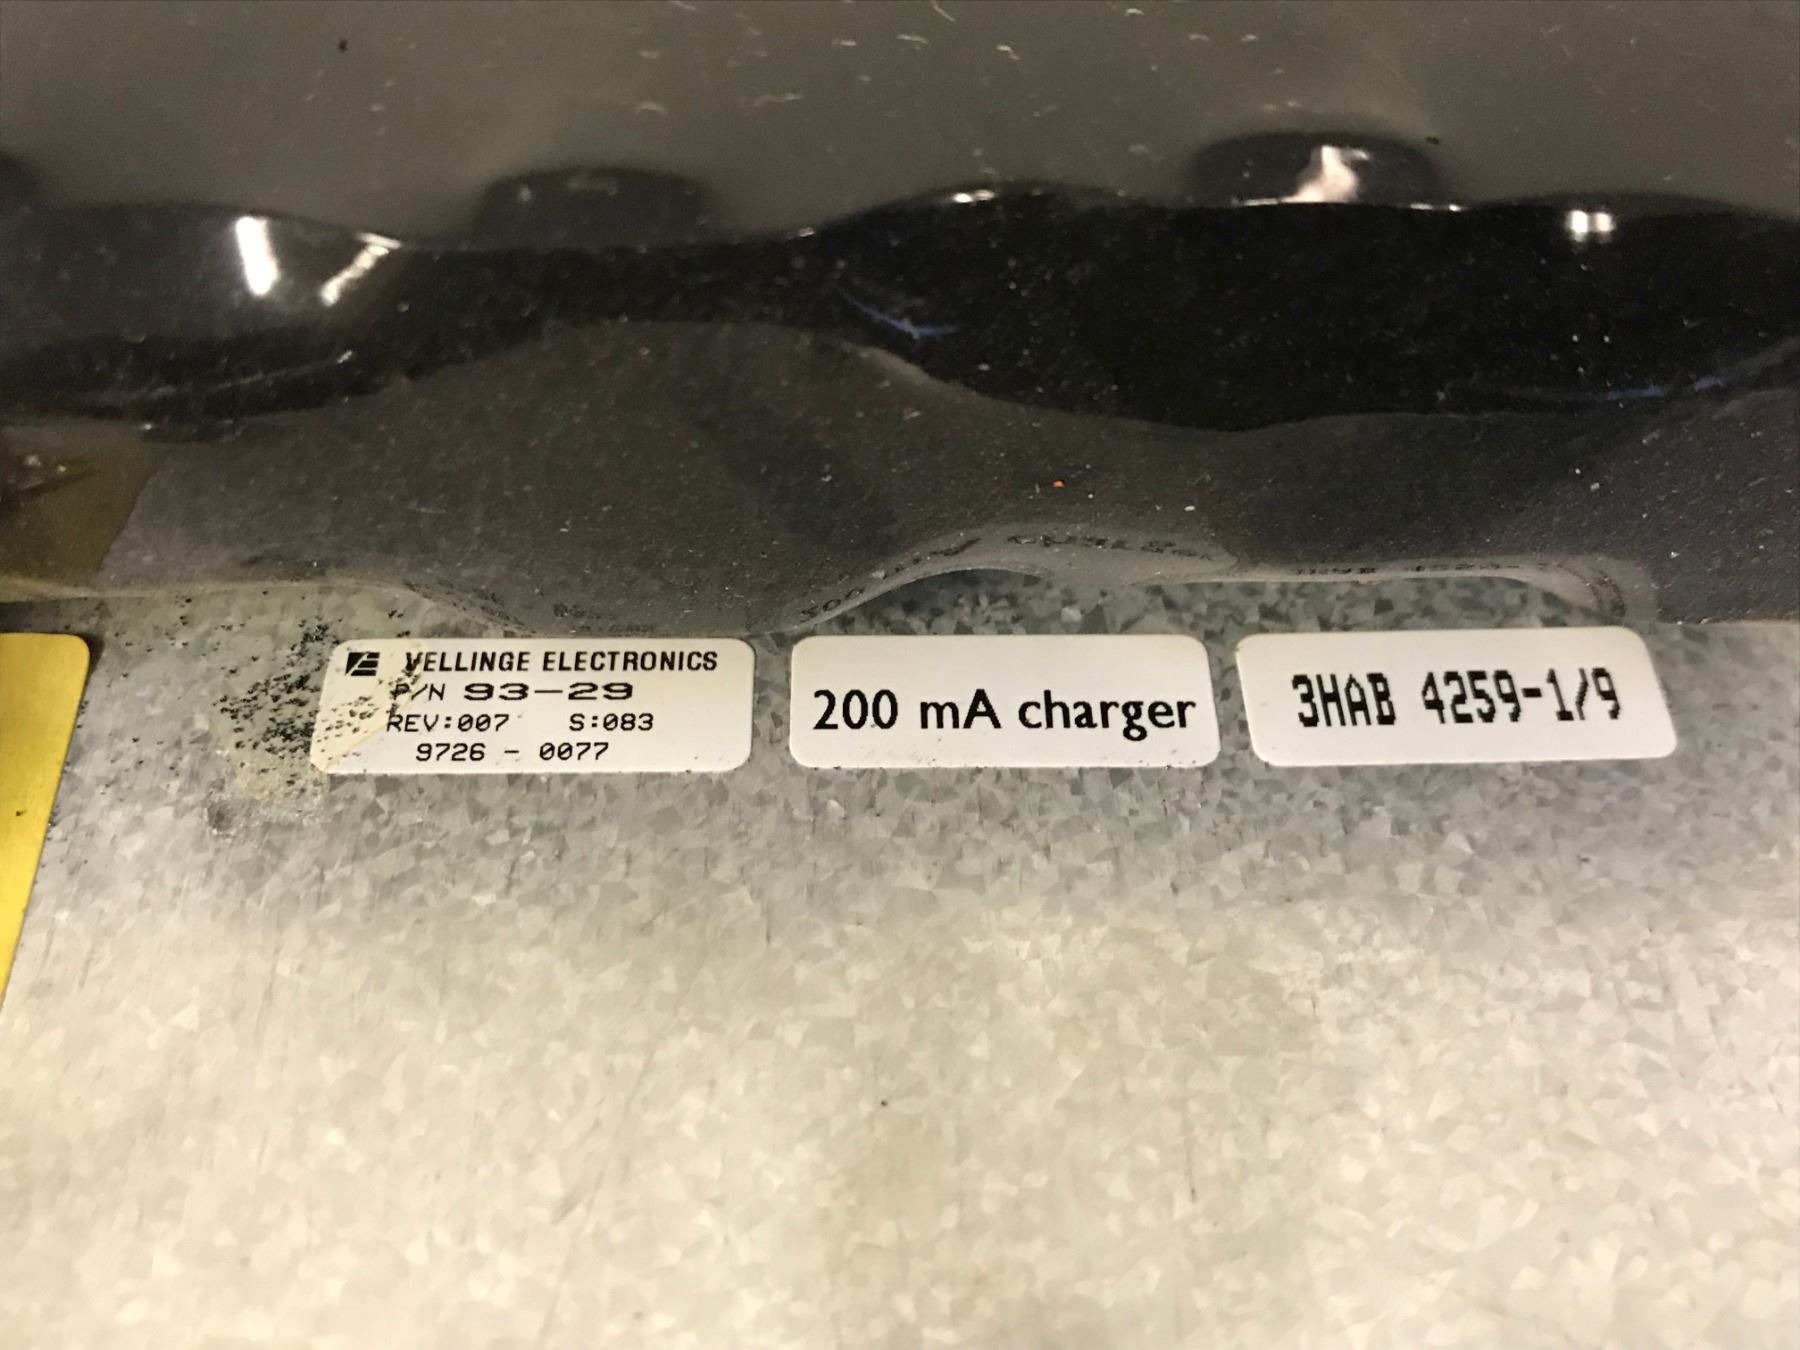 VELLINGE ELECTRONICS
P/N 93-29
REV:007 S:083
9726 - 0077
200 mA charger
3HAB 4259-1/9